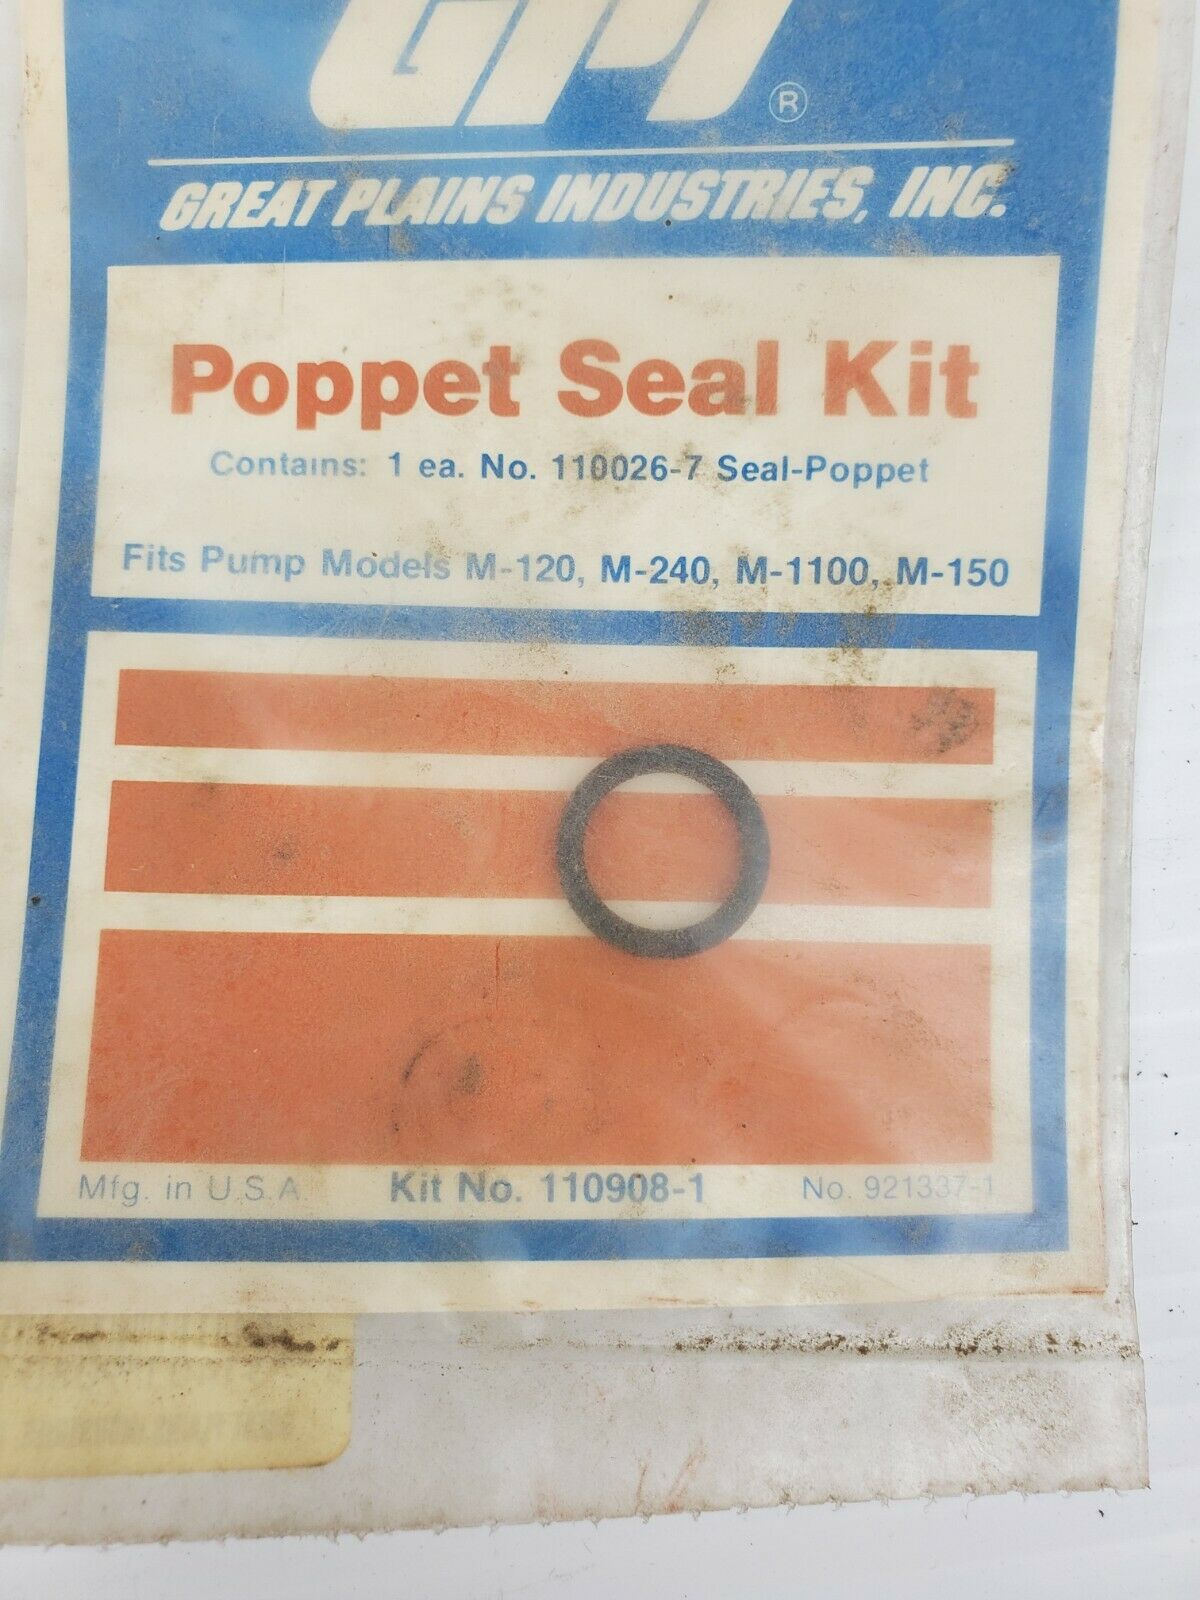 GPI ®
GREAT PLAINS INDUSTRIES, INC.
Poppet Seal Kit
Contains: 1 ea. No. 110026-7 Seal-Poppet
Fits Pump Models M-120, M-240, M-1100, M-150
Mfg. in U.S.A. Kit No. 110908-1 No. 921337-1